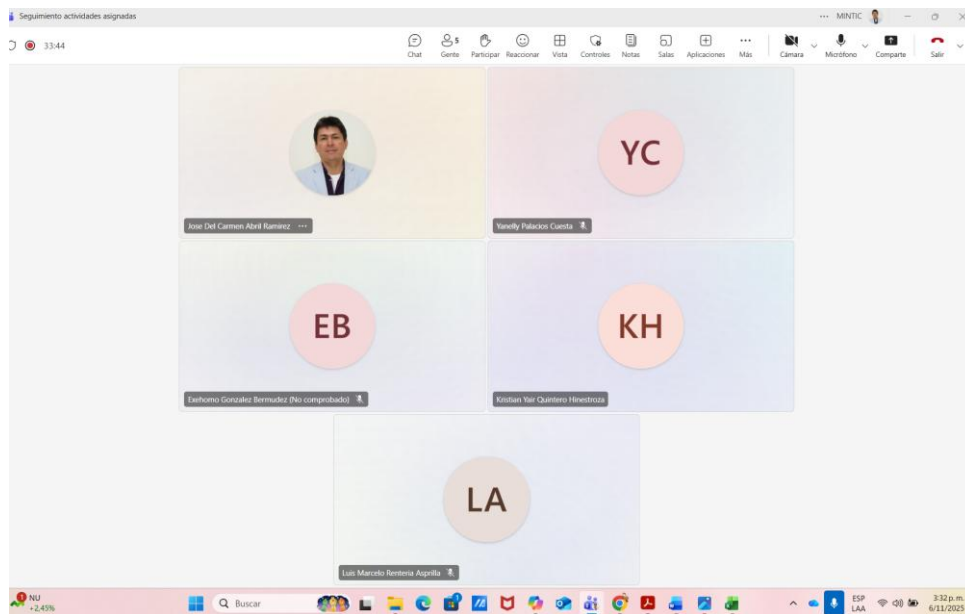 Seguimiento actividades asignadas
MINTIC
33:44
5
Chat Gente Participar Reaccionar Vista Controles Notas Salas Aplicaciones Más Cámara Micrófono Comparte Salir
Jose Del Carmen Abril Ramirez
YC
Yanelly Palacios Cuesta
EB
Exehomo Gonzalez Bermudez (No comprobado)
KH
Kristian Yair Quintero Hinestroza
LA
Luis Marcelo Renteria Asprilla
1
NU
+2,45%
Buscar
ESP
LAA
3:32 p.m.
6/11/2025